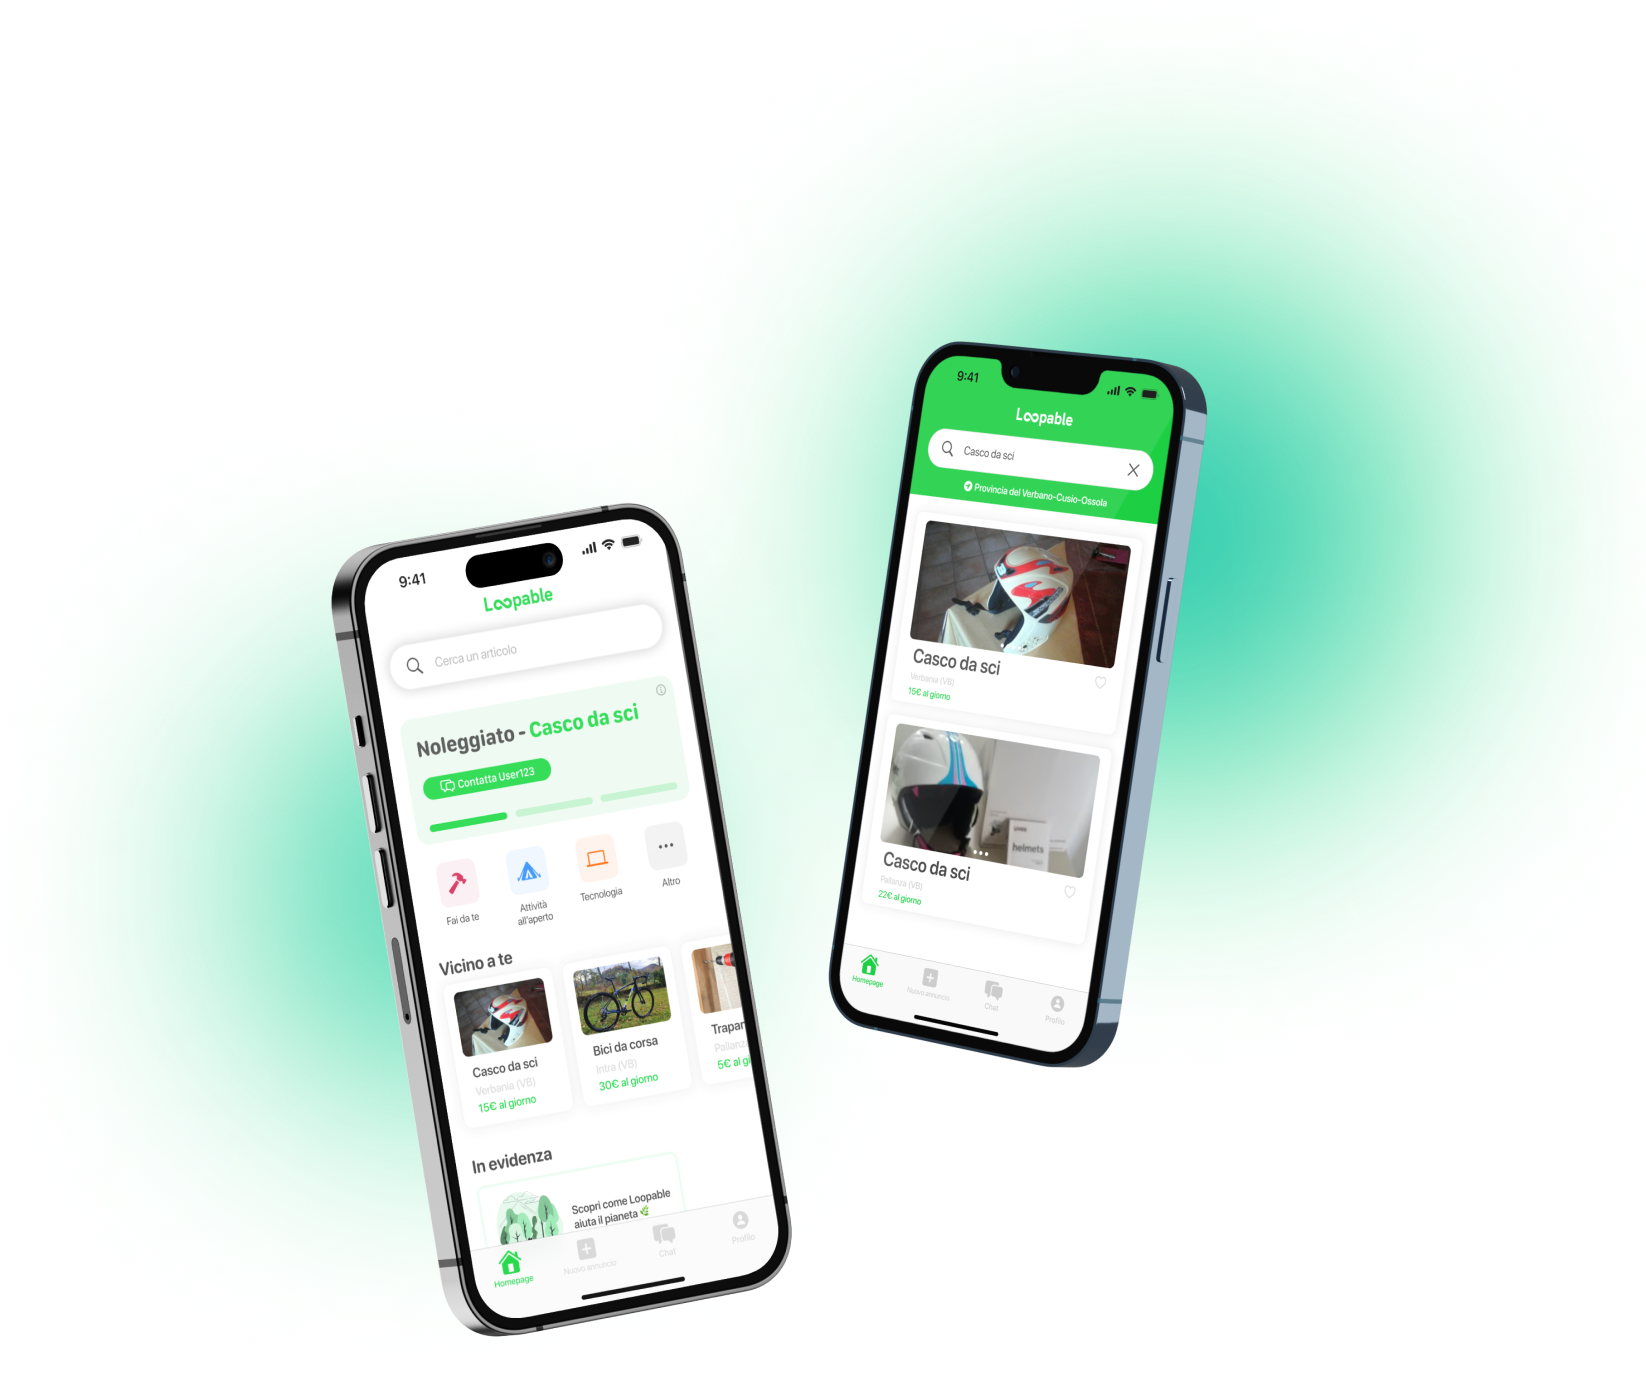 9:41
Loopable
Cerca un articolo
Noleggiato - Casco da sci
Contatta User123
Fai da te
Attività
all'aperto
Tecnologia
Altro
Vicino a te
Casco da sci
Verbania (VB)
15€ al giorno
Bici da corsa
Intra (VB)
30€ al giorno
Trapan
Pallanz
5€ al gi
In evidenza
Scopri come Loopable
aiuta il pianeta 🌿
Homepage
Nuovo annuncio
Chat
Profilo
9:41
Loopable
Casco da sci
Provincia del Verbano-Cusio-Ossola
Casco da sci
Verbania (VB)
15€ al giorno
helmets
Casco da sci
Pallanza (VB)
22€ al giorno
Homepage
Nuovo annuncio
Chat
Profilo